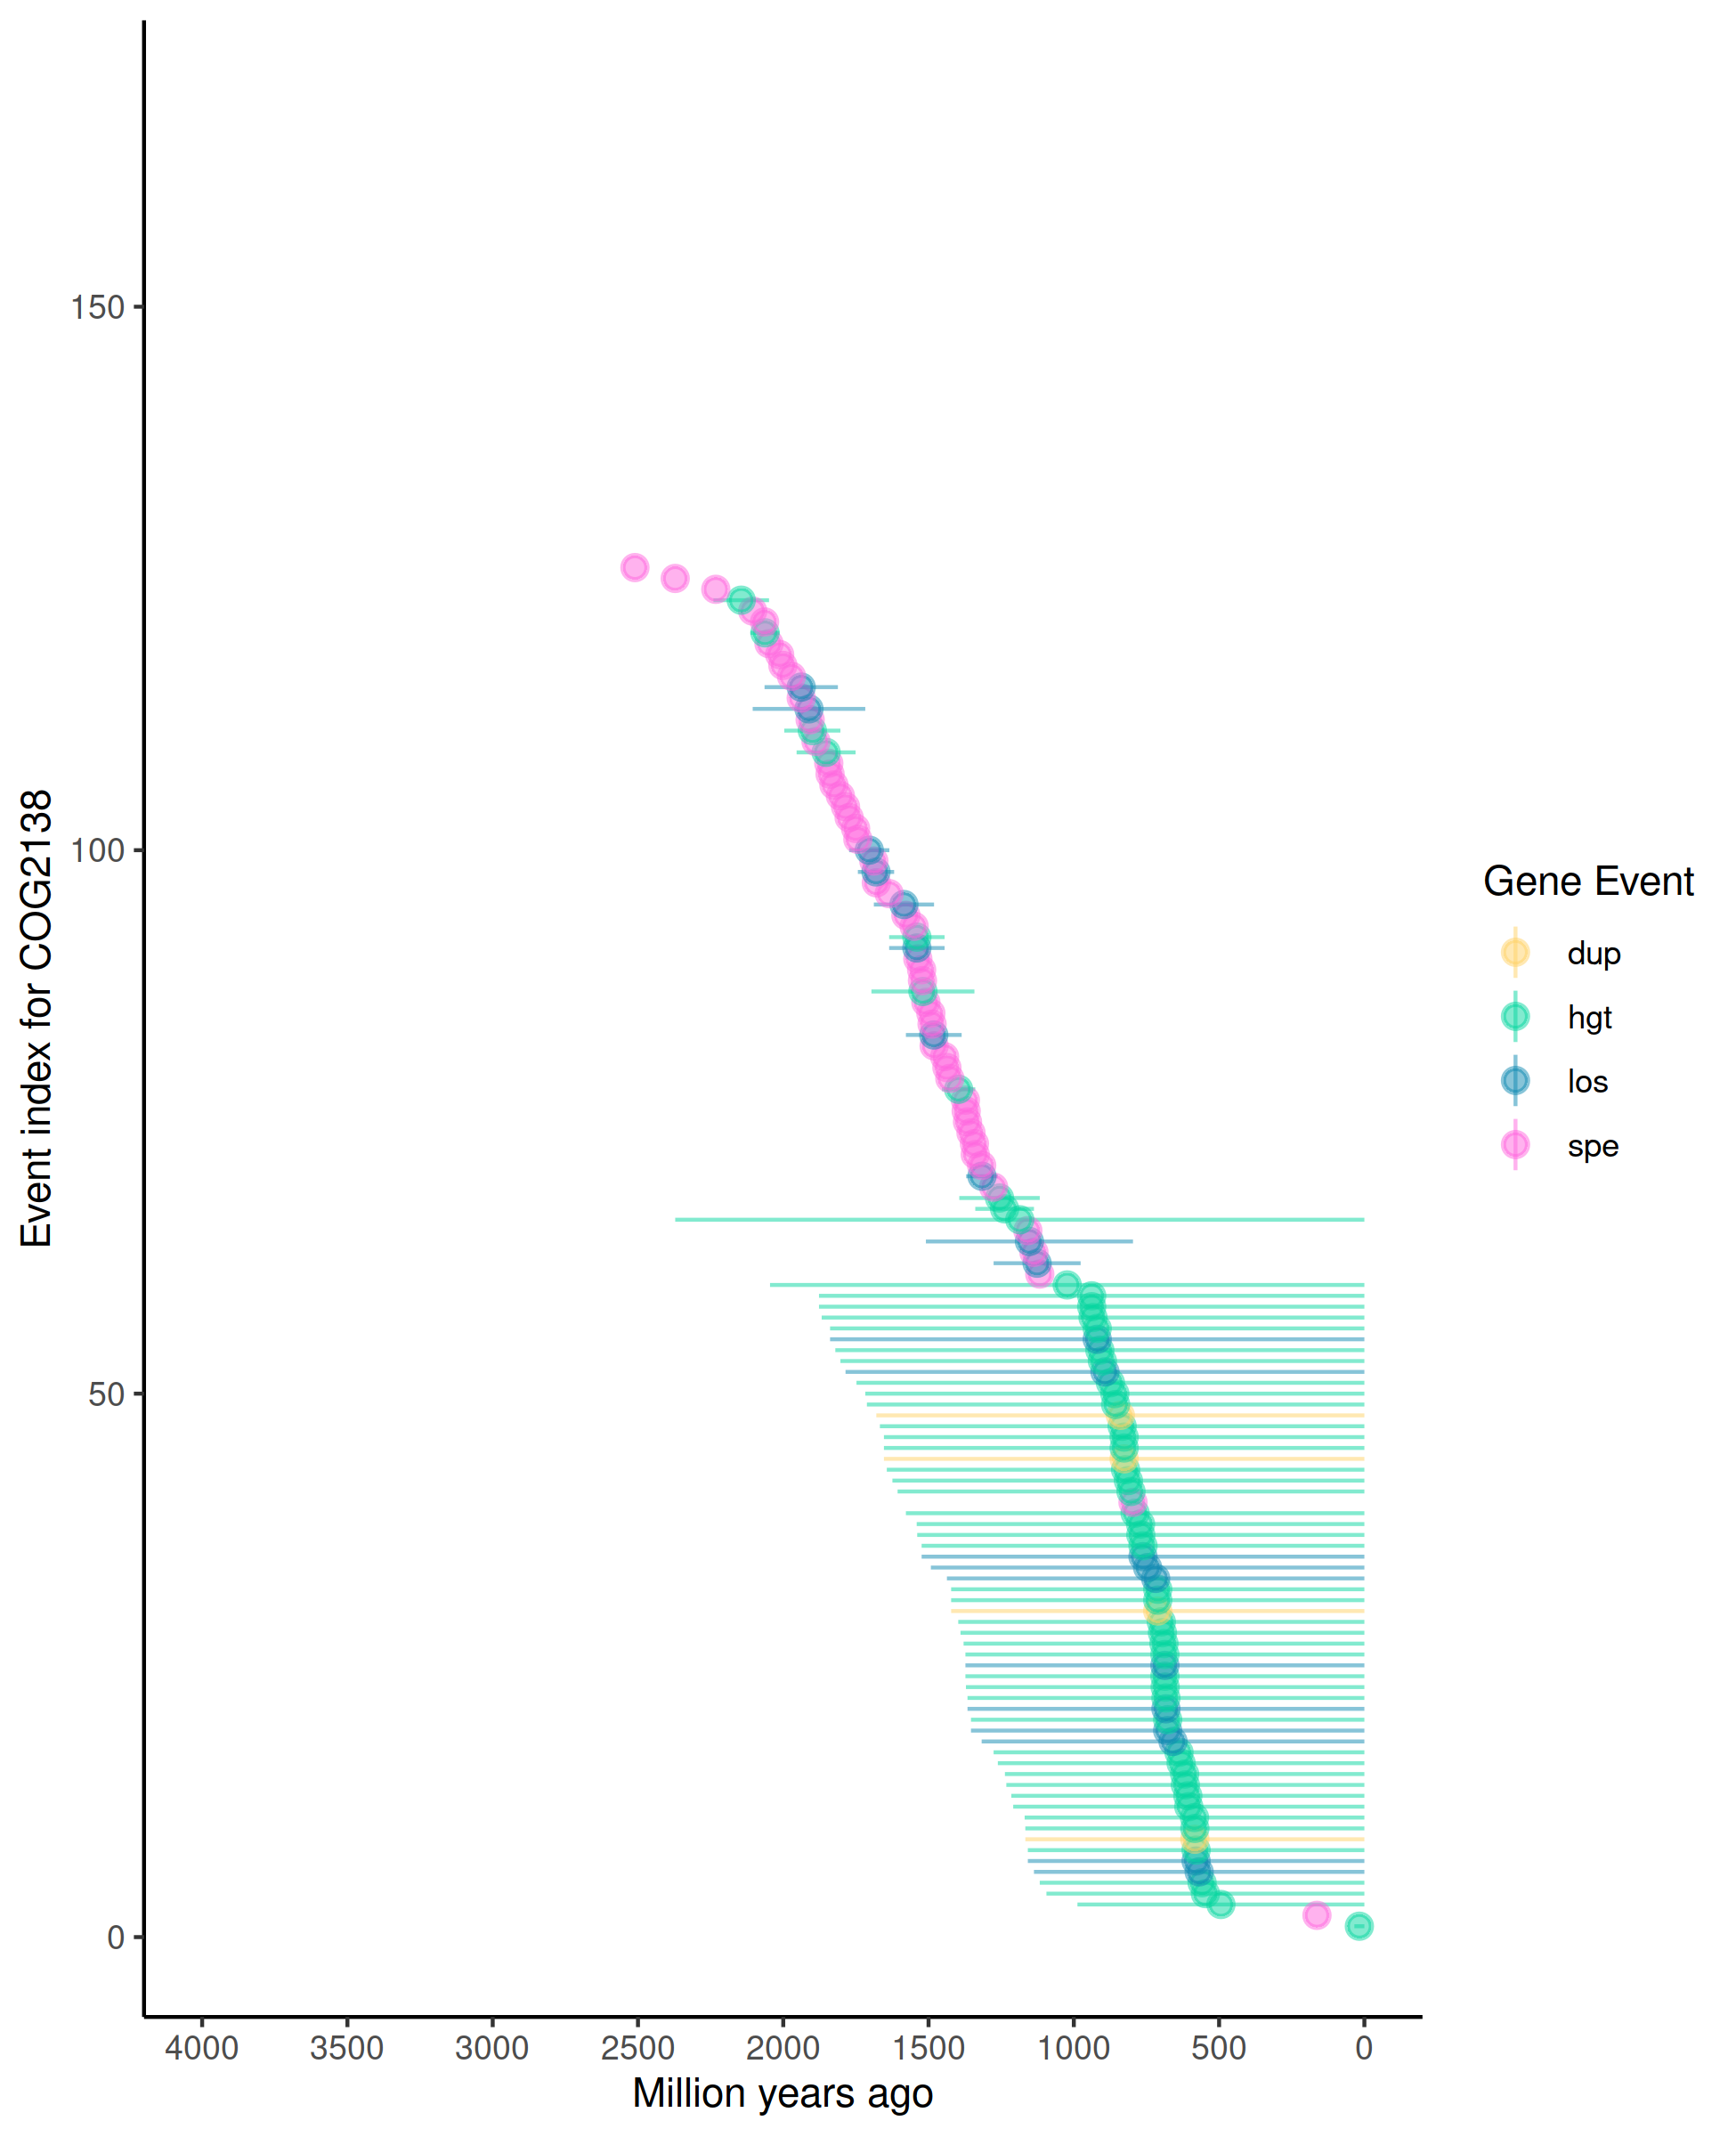 150
100
50
0
Event index for COG2138
4000 3500 3000 2500 2000 1500 1000 500 0
Million years ago
Gene Event
dup
hgt
los
spe